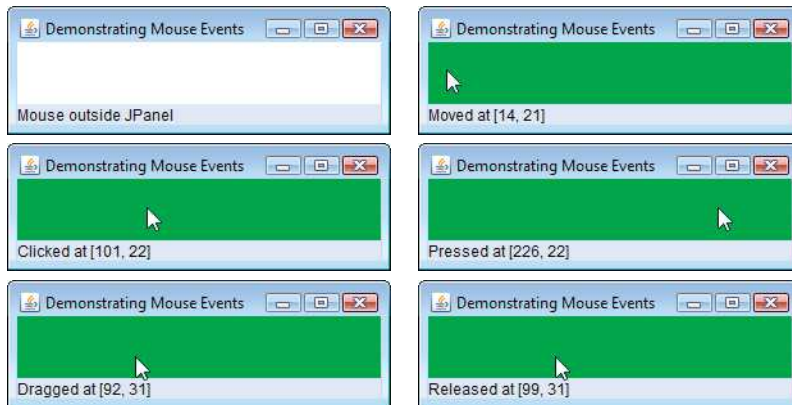 Demonstrating Mouse Events
Mouse outside JPanel
Demonstrating Mouse Events
Moved at [14, 21]
Demonstrating Mouse Events
Clicked at [101, 22]
Demonstrating Mouse Events
Pressed at [226, 22]
Demonstrating Mouse Events
Dragged at [92, 31]
Demonstrating Mouse Events
Released at [99, 31]